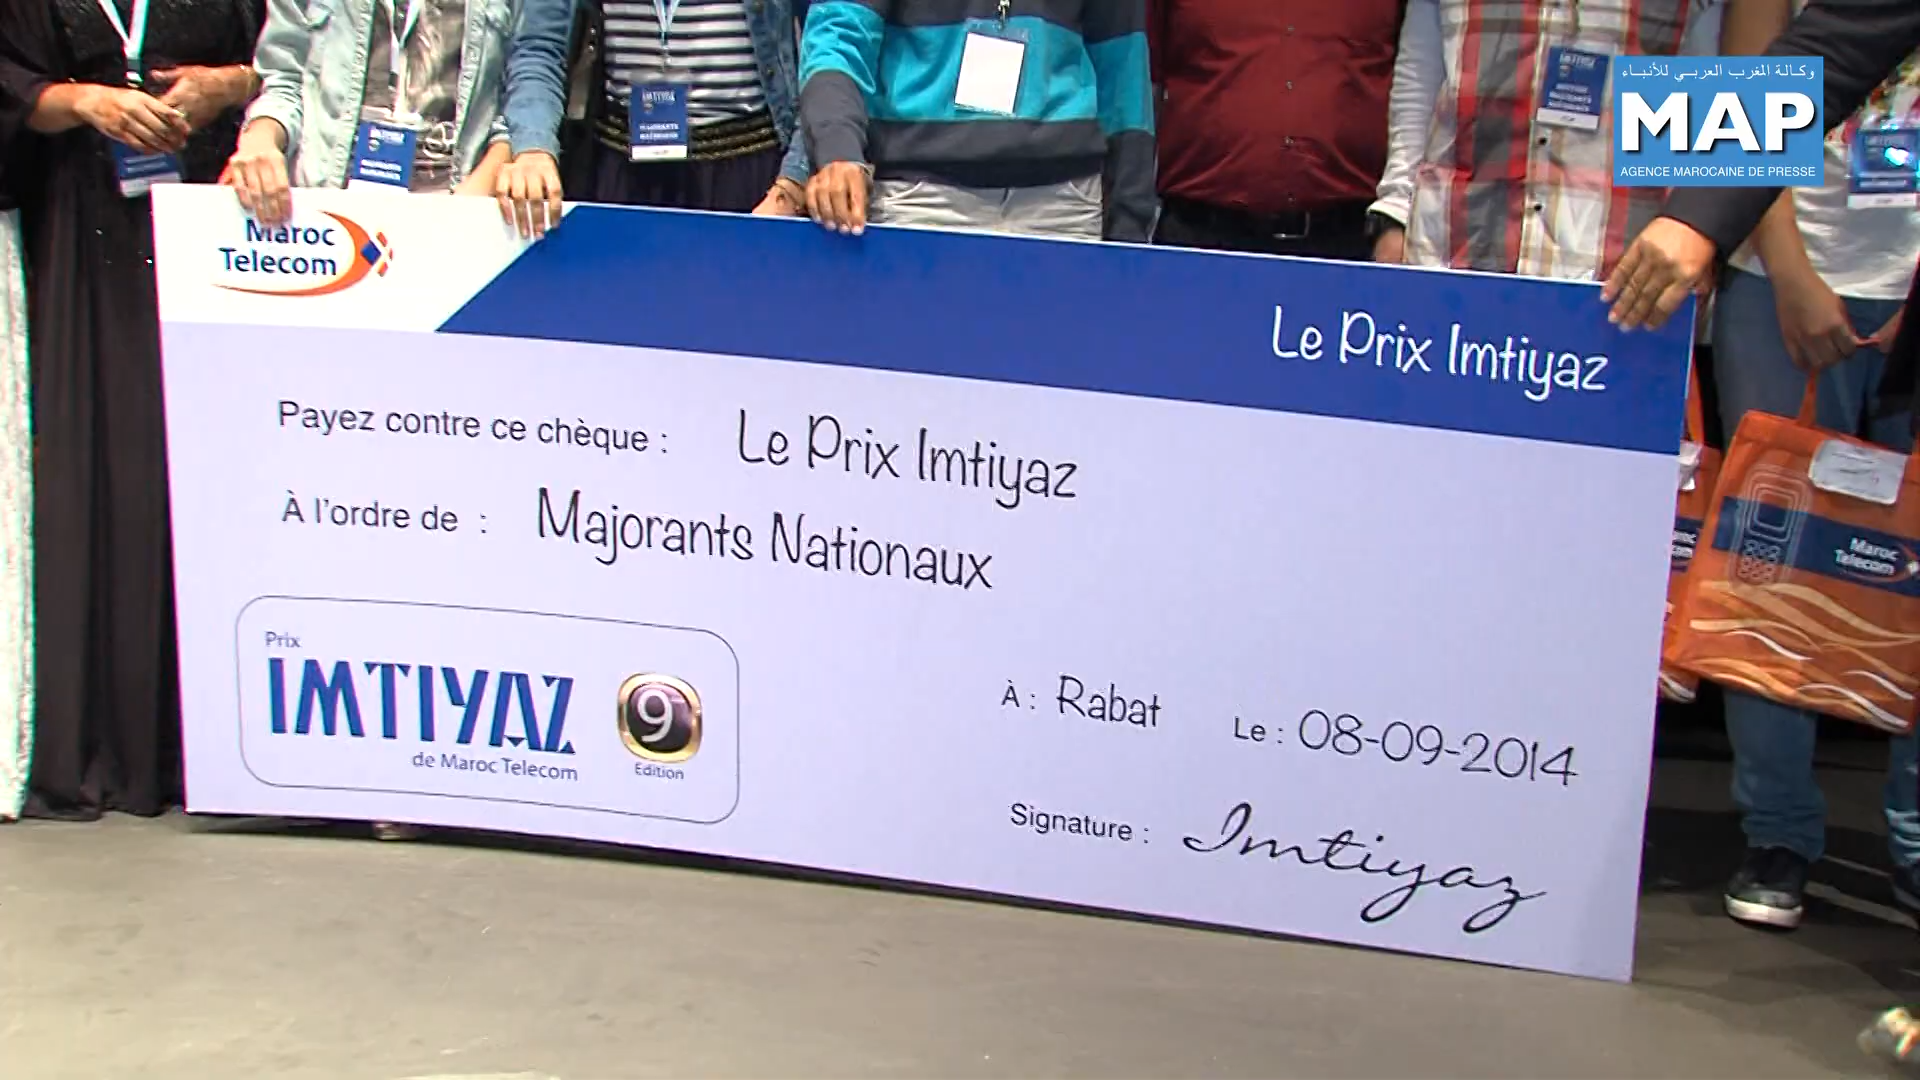 وكالة المغرب العربي للأنباء
MAP
AGENCE MAROCAINE DE PRESSE
Maroc
Telecom
Le Prix Imtiyaz
Payez contre ce chèque : Le Prix Imtiyaz
À l'ordre de : Majorants Nationaux
Prix
IMTIYAZ
de Maroc Telecom
9
Edition
À : Rabat Le : 08-09-2014
Signature : Imtiyaz
Maroc
Telecom